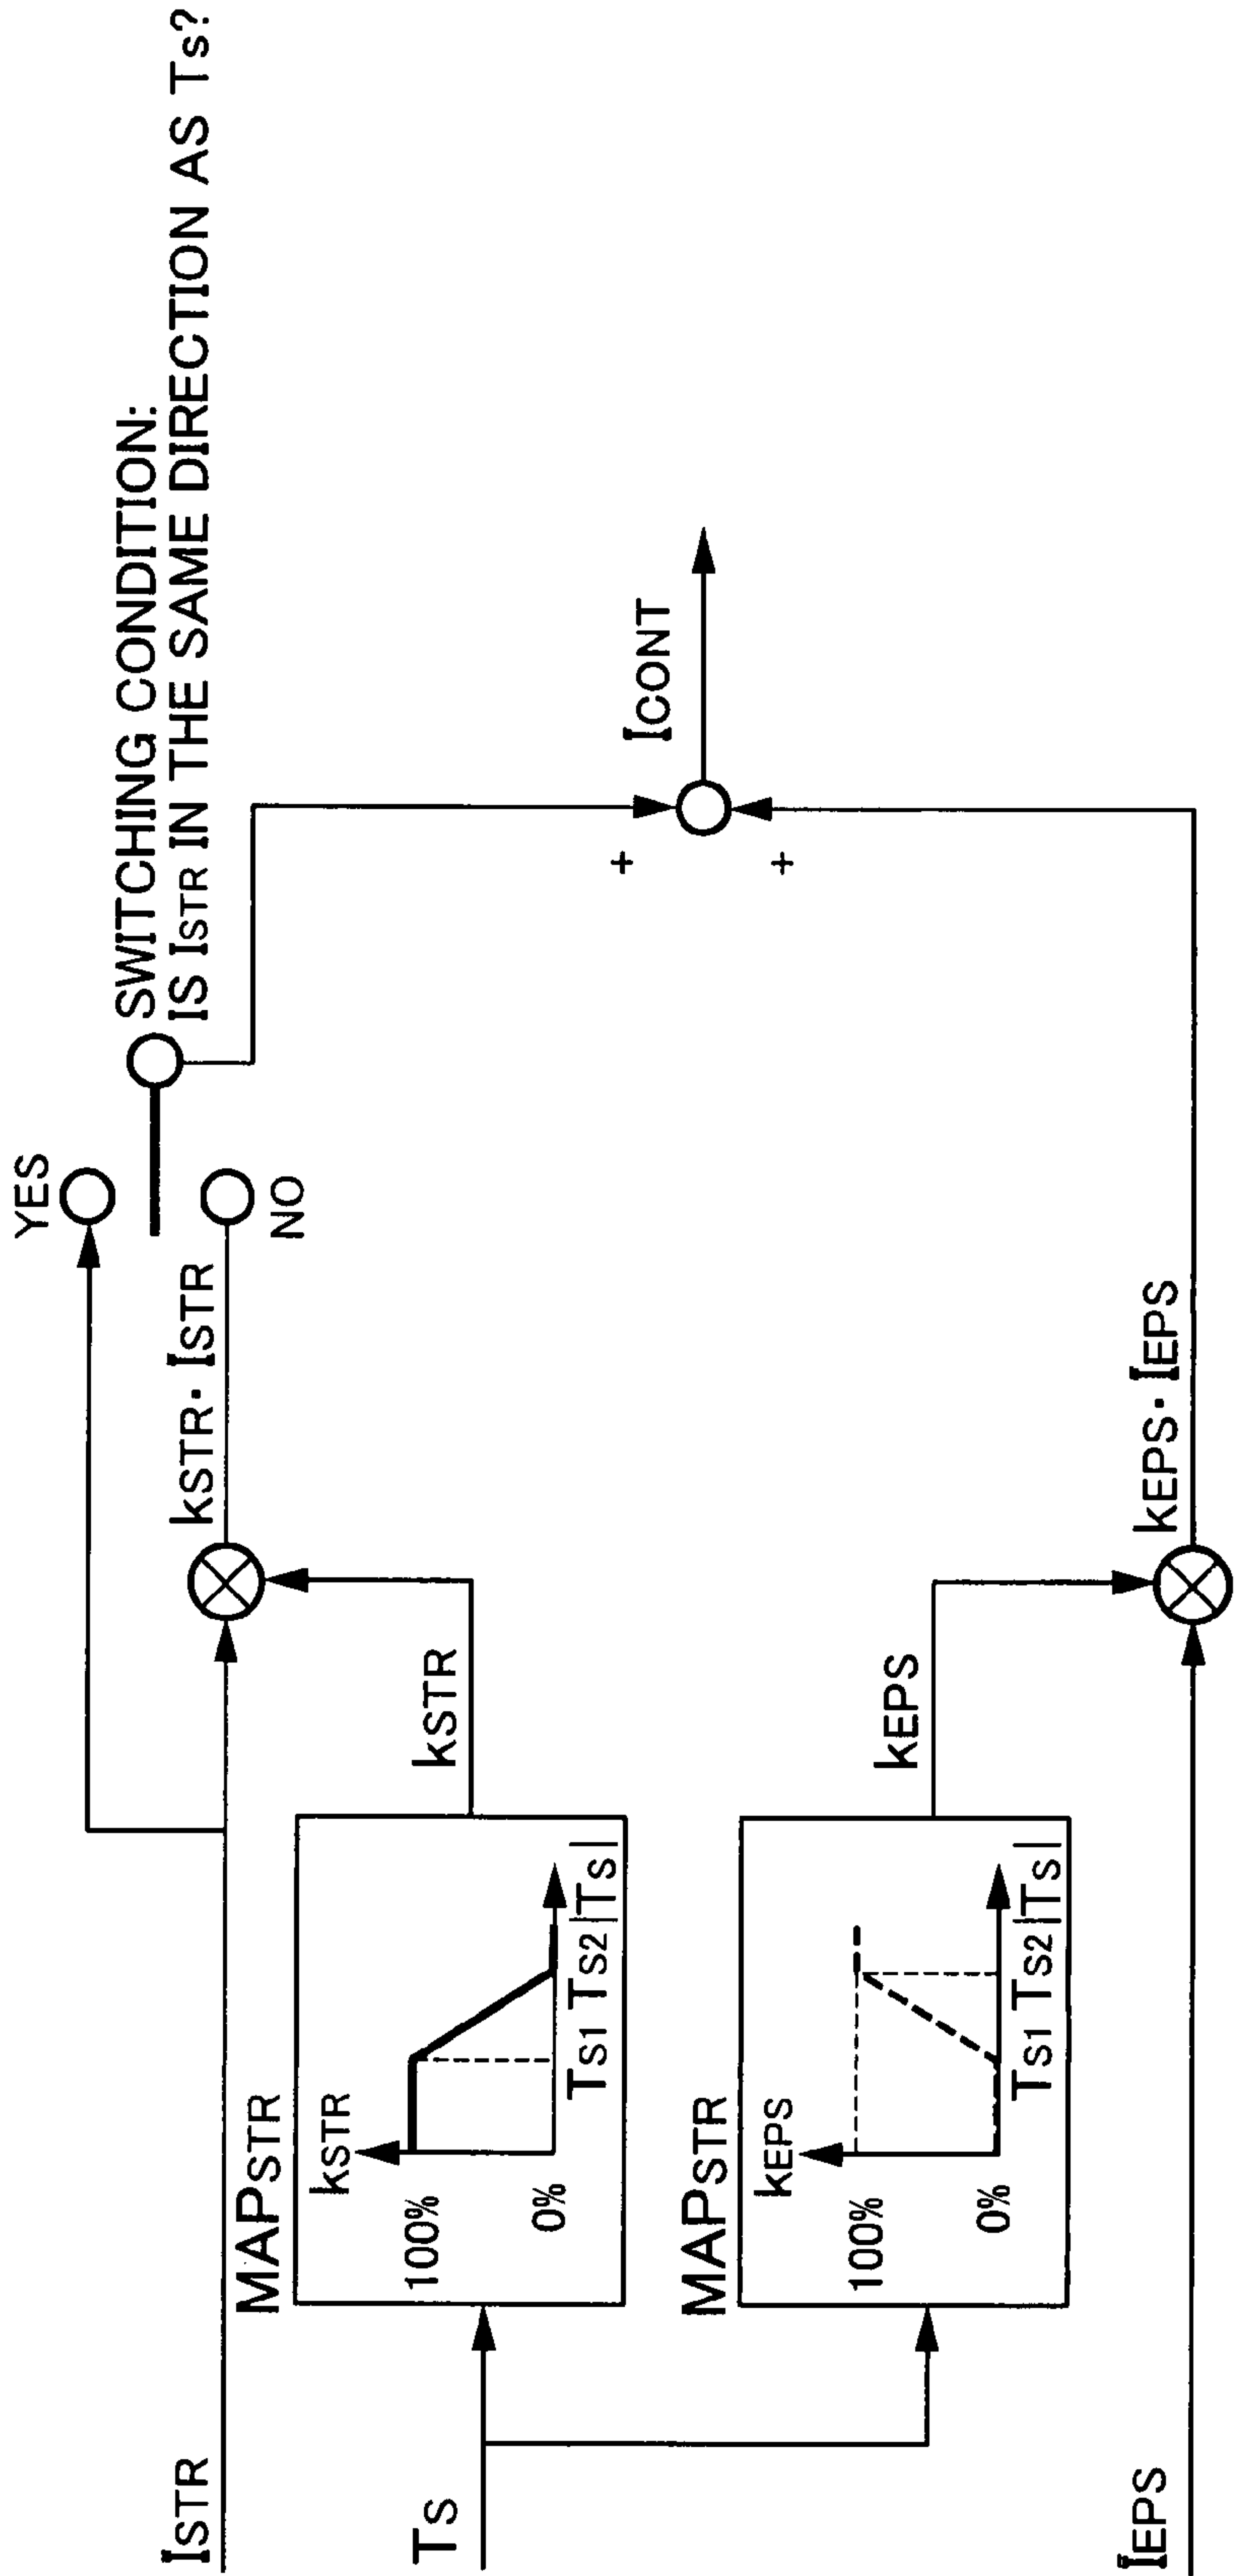 SWITCHING CONDITION:
IS ISTR IN THE SAME DIRECTION AS Ts?
YES
NO
ISTR
kSTR·ISTR
MAPSTR
kSTR
100%
0%
TS1 TS2 |TS|
kSTR
TS
ICONT
+
+
MAPSTR
kEPS
100%
0%
TS1 TS2 |TS|
kEPS
kEPS·IEPS
IEPS